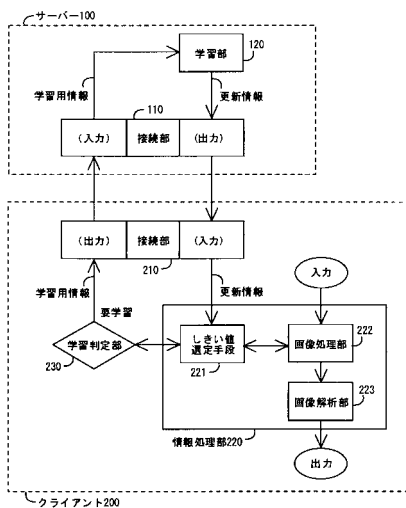 サーバー100
学習部
120
学習用情報
更新情報
110
(入力)
接続部
(出力)
(出力)
接続部
(入力)
210
学習用情報
更新情報
要学習
入力
学習判定部
230
しきい値
選定手段
221
画像処理部
222
画像解析部
223
情報処理部220
出力
クライアント200